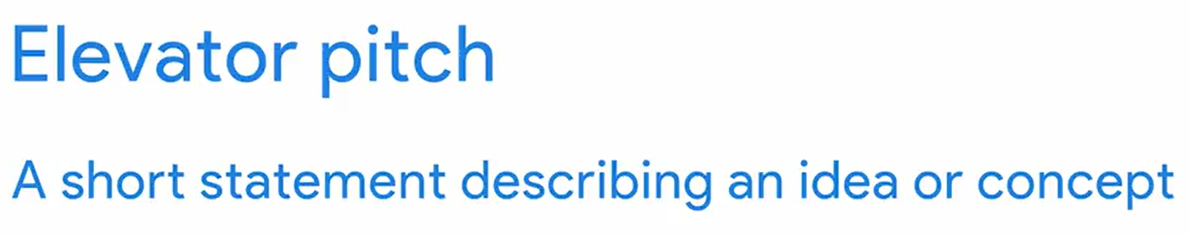 Elevator pitch
A short statement describing an idea or concept